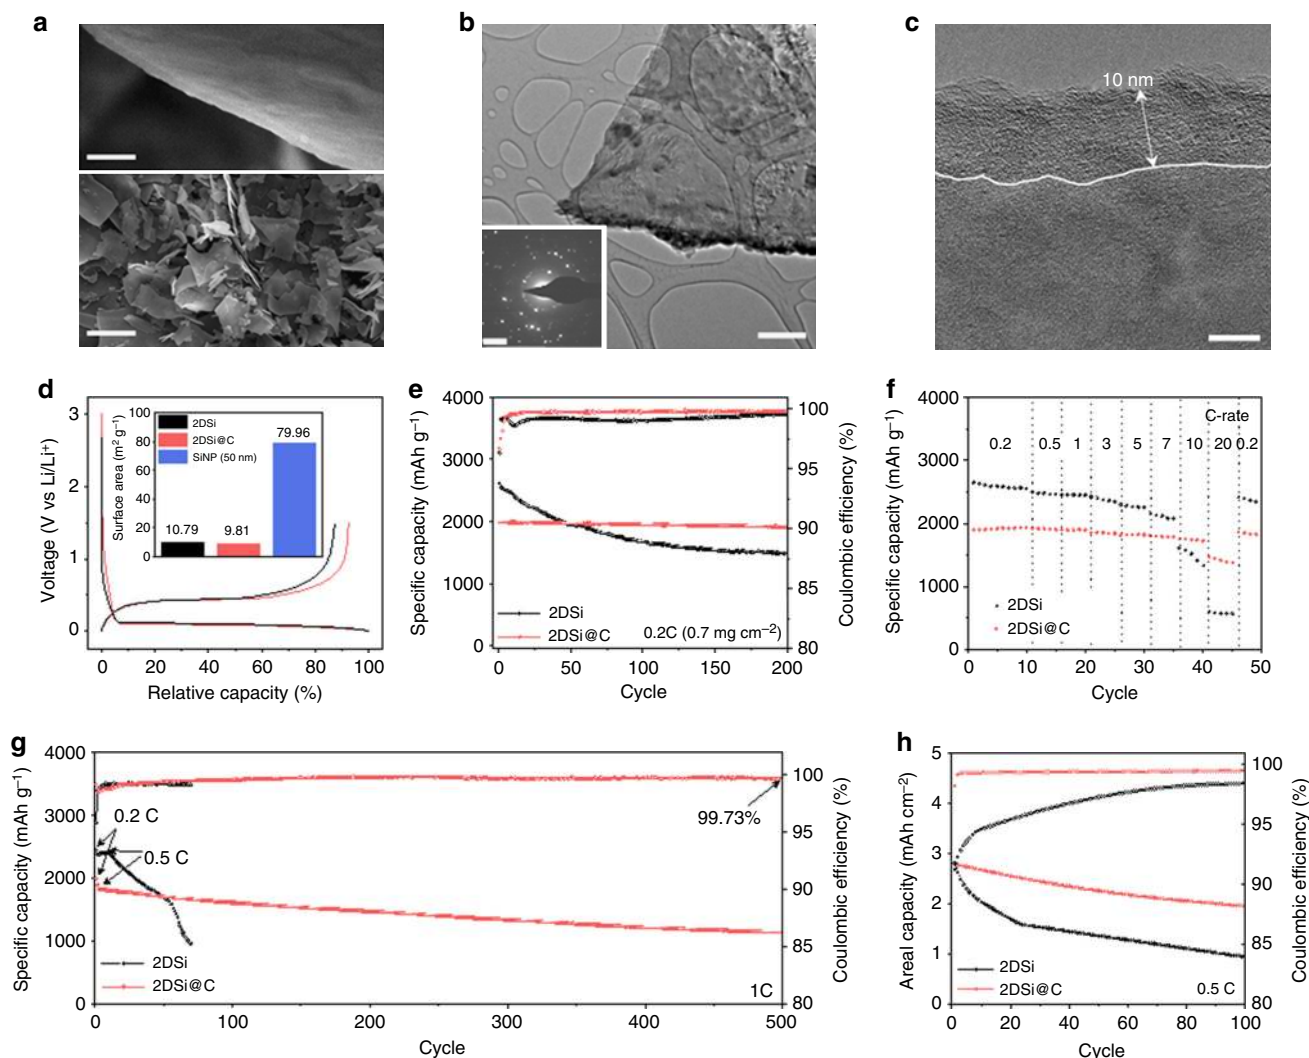 a
b
c
10 nm
d
Voltage (V vs Li/Li⁺)
3
2
1
0
0
20
40
60
80
100
Relative capacity (%)
2DSi
2DSi@C
SiNP (50 nm)
Surface area (m² g⁻¹)
100
80
60
40
20
0
10.79
9.81
79.96
e
Specific capacity (mAh g⁻¹)
4000
3000
2000
1000
0
100
95
90
85
80
Coulombic efficiency (%)
2DSi
2DSi@C
0.2C (0.7 mg cm⁻²)
0
50
100
150
200
Cycle
f
Specific capacity (mAh g⁻¹)
4000
3000
2000
1000
0
C-rate
0.2
0.5
1
3
5
7
10
20
0.2
2DSi
2DSi@C
0
10
20
30
40
50
Cycle
g
Specific capacity (mAh g⁻¹)
4000
3000
2000
1000
0
0.2 C
0.5 C
99.73%
2DSi
2DSi@C
1C
100
95
90
85
80
Coulombic efficiency (%)
0
100
200
300
400
500
Cycle
h
Areal capacity (mAh cm⁻²)
5
4
3
2
1
0
100
95
90
85
80
Coulombic efficiency (%)
2DSi
2DSi@C
0.5 C
0
20
40
60
80
100
Cycle